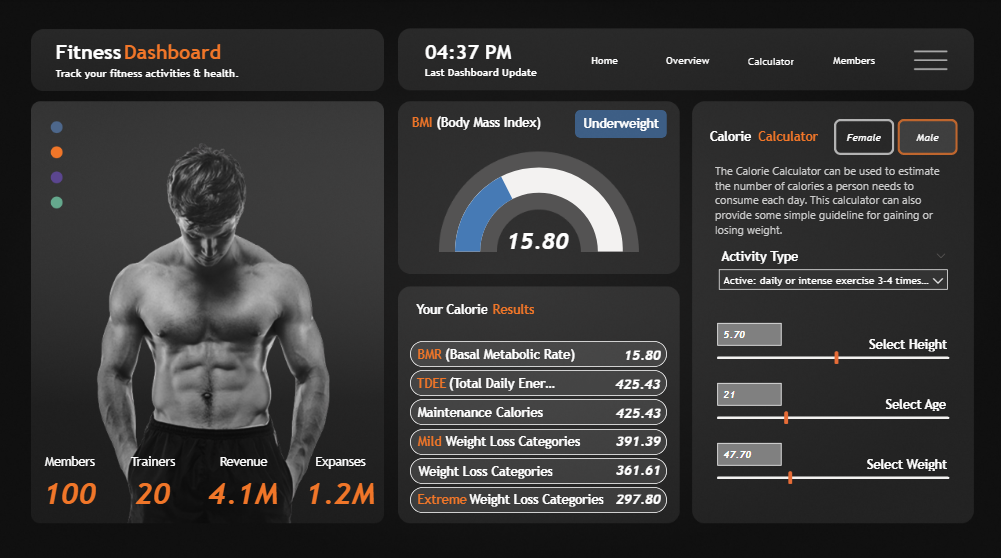 Fitness Dashboard
Track your fitness activities & health.
04:37 PM
Last Dashboard Update
Home
Overview
Calculator
Members
Members
Trainers
Revenue
Expanses
100
20
4.1M
1.2M
BMI (Body Mass Index)
Underweight
15.80
Your Calorie Results
BMR (Basal Metabolic Rate) 15.80
TDEE (Total Daily Ener... 425.43
Maintenance Calories 425.43
Mild Weight Loss Categories 391.39
Weight Loss Categories 361.61
Extreme Weight Loss Categories 297.80
Calorie Calculator
Female
Male
The Calorie Calculator can be used to estimate
the number of calories a person needs to
consume each day. This calculator can also
provide some simple guideline for gaining or
losing weight.
Activity Type
Active: daily or intense exercise 3-4 times...
5.70
Select Height
21
Select Age
47.70
Select Weight